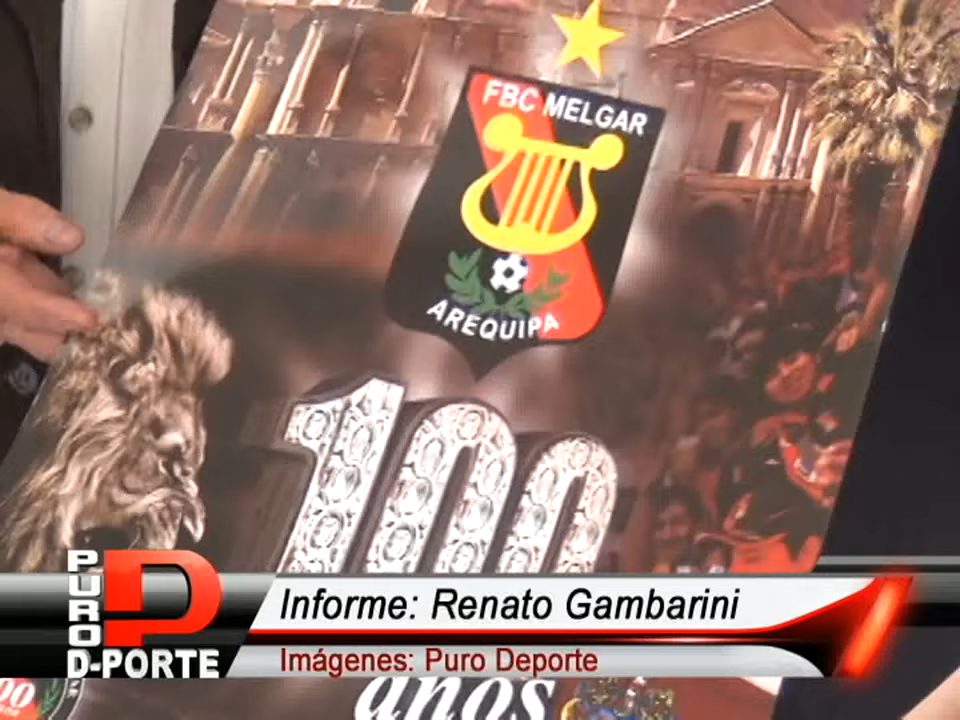 FBC MELGAR
AREQUIPA
100
años
PURO
D-PORTE
Informe: Renato Gambarini
Imágenes: Puro Deporte